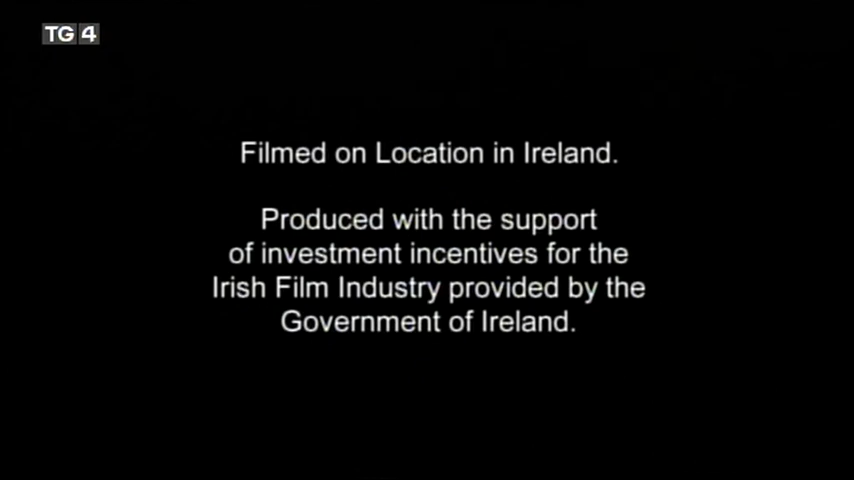 TG4
Filmed on Location in Ireland.
Produced with the support
of investment incentives for the
Irish Film Industry provided by the
Government of Ireland.